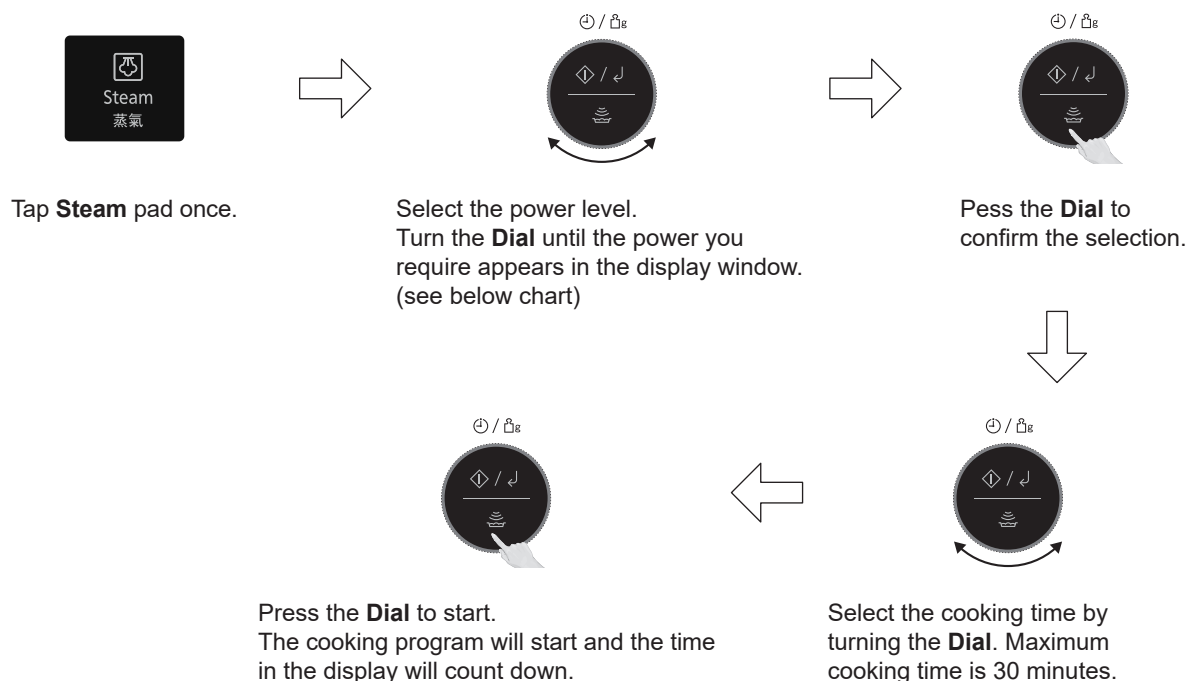 Steam
蒸氣
Tap Steam pad once.
g
Select the power level.
Turn the Dial until the power you
require appears in the display window.
(see below chart)
g
Pess the Dial to
confirm the selection.
g
Select the cooking time by
turning the Dial. Maximum
cooking time is 30 minutes.
g
Press the Dial to start.
The cooking program will start and the time
in the display will count down.